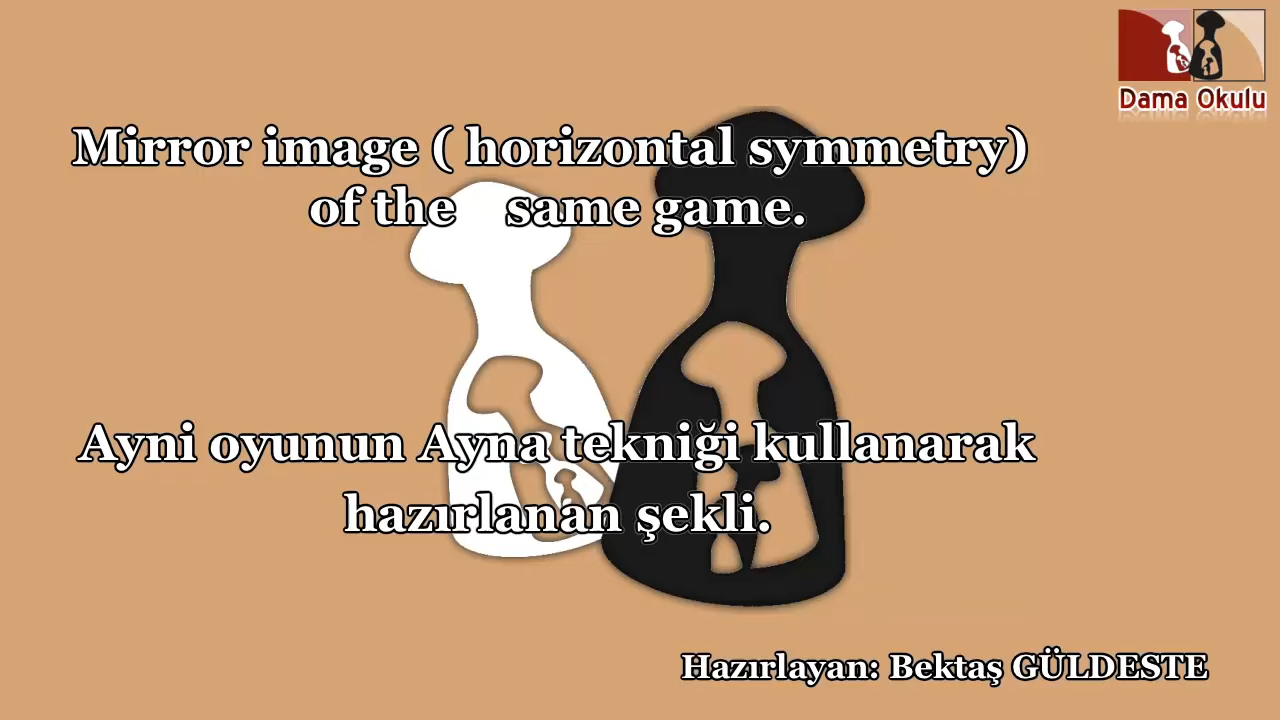 Dama Okulu
Mirror image ( horizontal symmetry)
of the same game.
Ayni oyunun Ayna tekniği kullanarak
hazırlanan şekli.
Hazırlayan: Bektaş GÜLDESTE